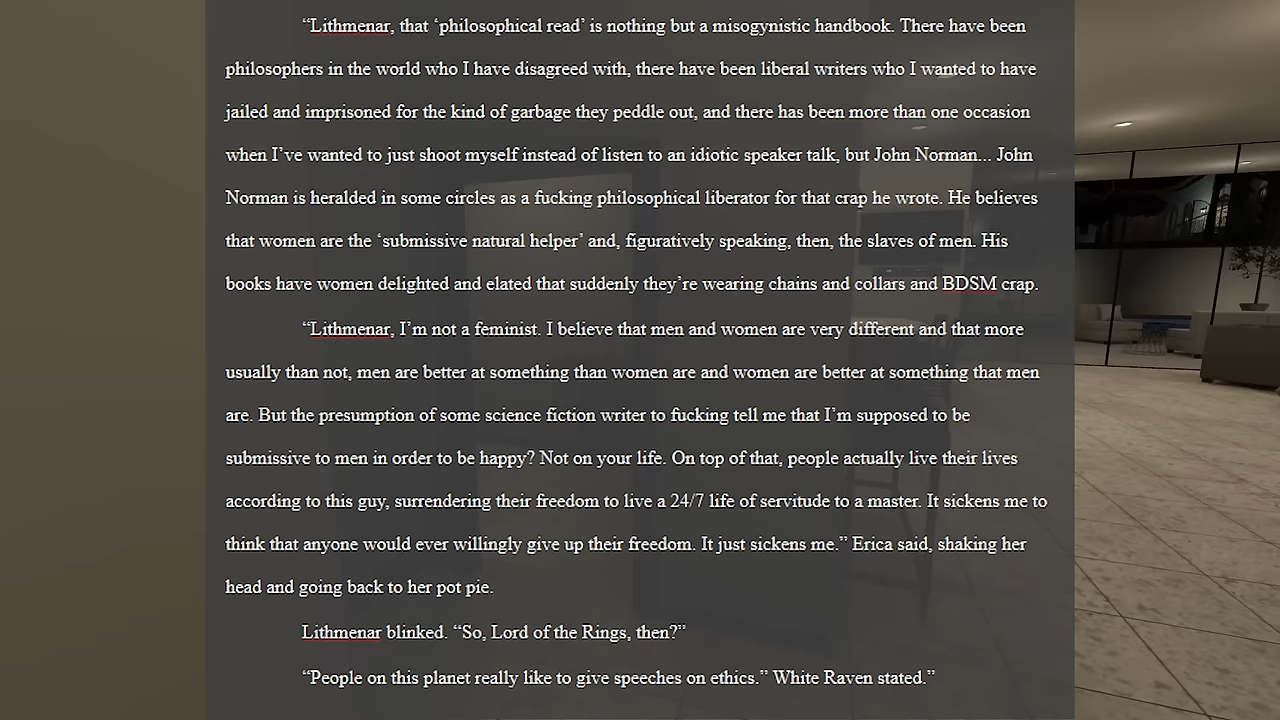 “Lithmenar, that ‘philosophical read’ is nothing but a misogynistic handbook. There have been
philosophers in the world who I have disagreed with, there have been liberal writers who I wanted to have
jailed and imprisoned for the kind of garbage they peddle out, and there has been more than one occasion
when I’ve wanted to just shoot myself instead of listen to an idiotic speaker talk, but John Norman... John
Norman is heralded in some circles as a fucking philosophical liberator for that crap he wrote. He believes
that women are the ‘submissive natural helper’ and, figuratively speaking, then, the slaves of men. His
books have women delighted and elated that suddenly they’re wearing chains and collars and BDSM crap.
“Lithmenar, I’m not a feminist. I believe that men and women are very different and that more
usually than not, men are better at something than women are and women are better at something that men
are. But the presumption of some science fiction writer to fucking tell me that I’m supposed to be
submissive to men in order to be happy? Not on your life. On top of that, people actually live their lives
according to this guy, surrendering their freedom to live a 24/7 life of servitude to a master. It sickens me to
think that anyone would ever willingly give up their freedom. It just sickens me.” Erica said, shaking her
head and going back to her pot pie.
Lithmenar blinked. “So, Lord of the Rings, then?”
“People on this planet really like to give speeches on ethics.” White Raven stated.”